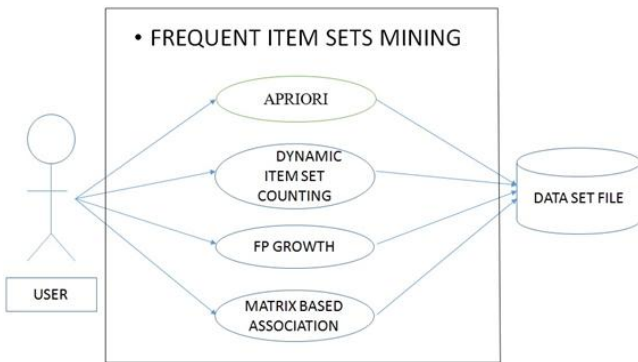 • FREQUENT ITEM SETS MINING
APRIORI
DYNAMIC
ITEM SET
COUNTING
DATA SET FILE
FP GROWTH
USER
MATRIX BASED
ASSOCIATION